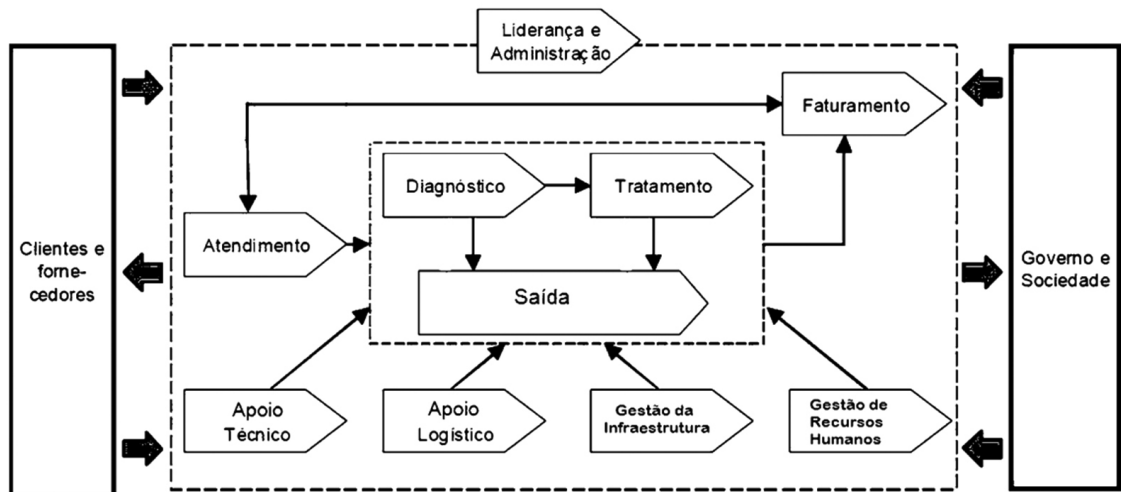 Liderança e
Administração
Faturamento
Diagnóstico
Tratamento
Atendimento
Saída
Clientes e
forne-
cedores
Governo e
Sociedade
Apoio
Técnico
Apoio
Logístico
Gestão da
Infraestrutura
Gestão de
Recursos
Humanos